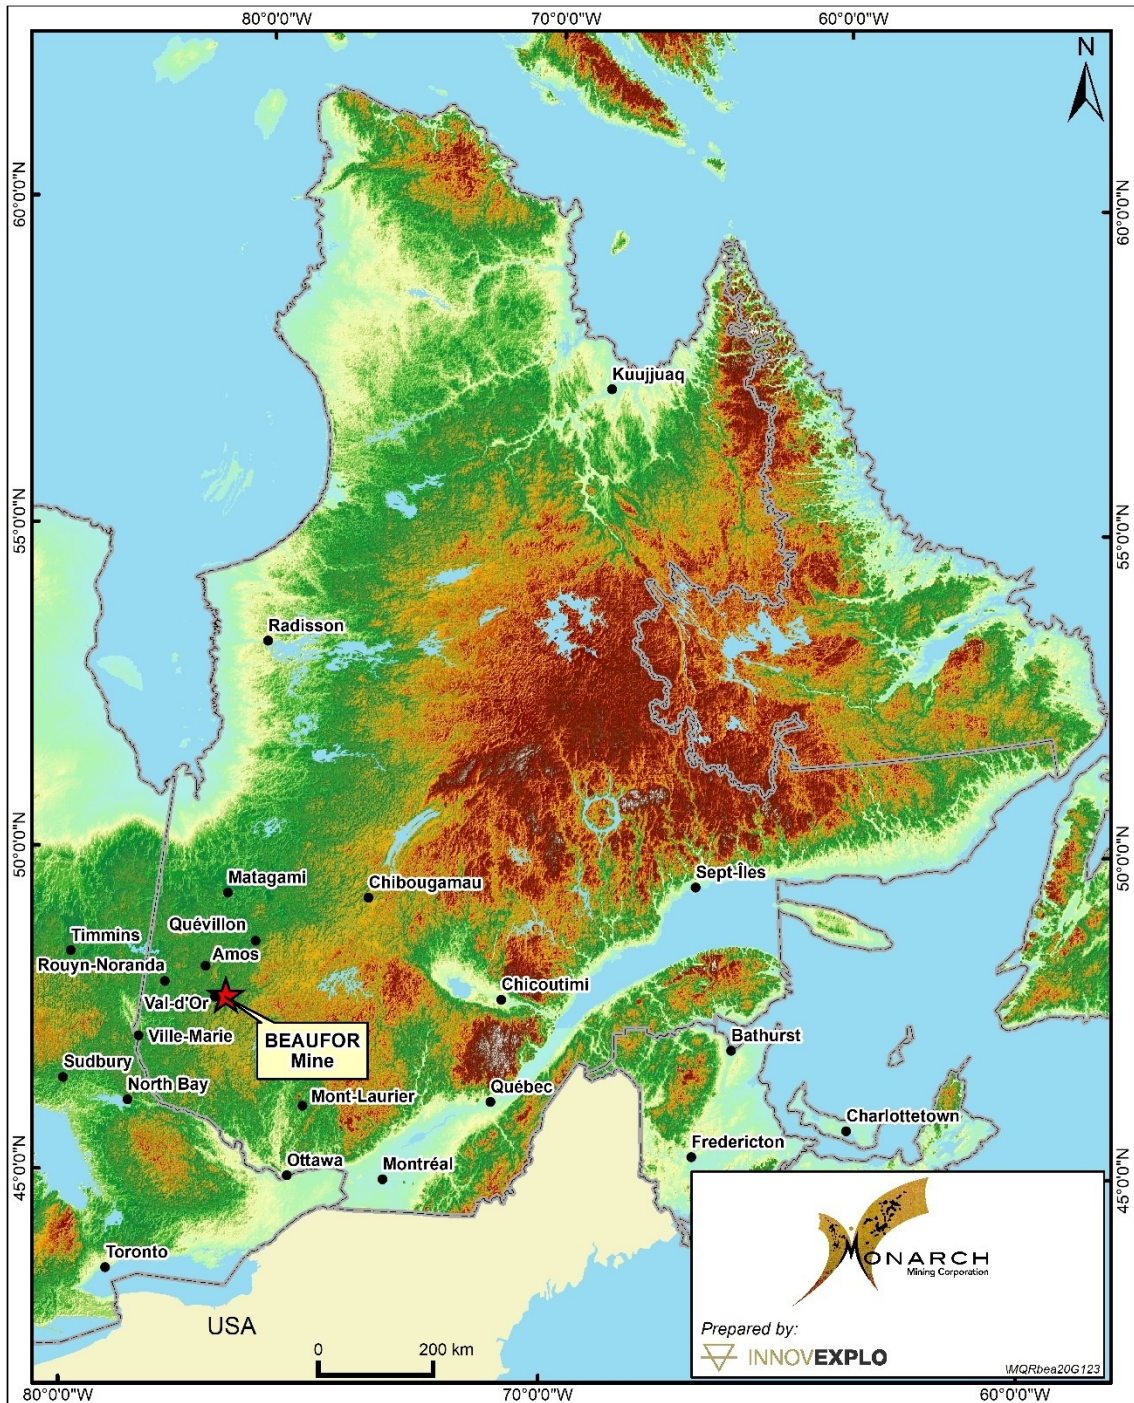 80°0'0"W
70°0'0"W
60°0'0"W
N
60°0'0"N
60°0'0"N
Kuujjuaq
55°0'0"N
55°0'0"N
Radisson
50°0'0"N
50°0'0"N
Matagami
Chibougamau
Sept-Îles
Quévillon
Timmins
Amos
Rouyn-Noranda
Chicoutimi
Val-d'Or
Ville-Marie
BEAUFOR
Mine
Bathurst
Sudbury
North Bay
Mont-Laurier
Québec
Charlottetown
Fredericton
Ottawa
Montréal
45°0'0"N
45°0'0"N
Toronto
MONARCH
Mining Corporation
USA
Prepared by:
0
200 km
INNOVEXPLO
\MQRbea20G123
80°0'0"W
70°0'0"W
60°0'0"W